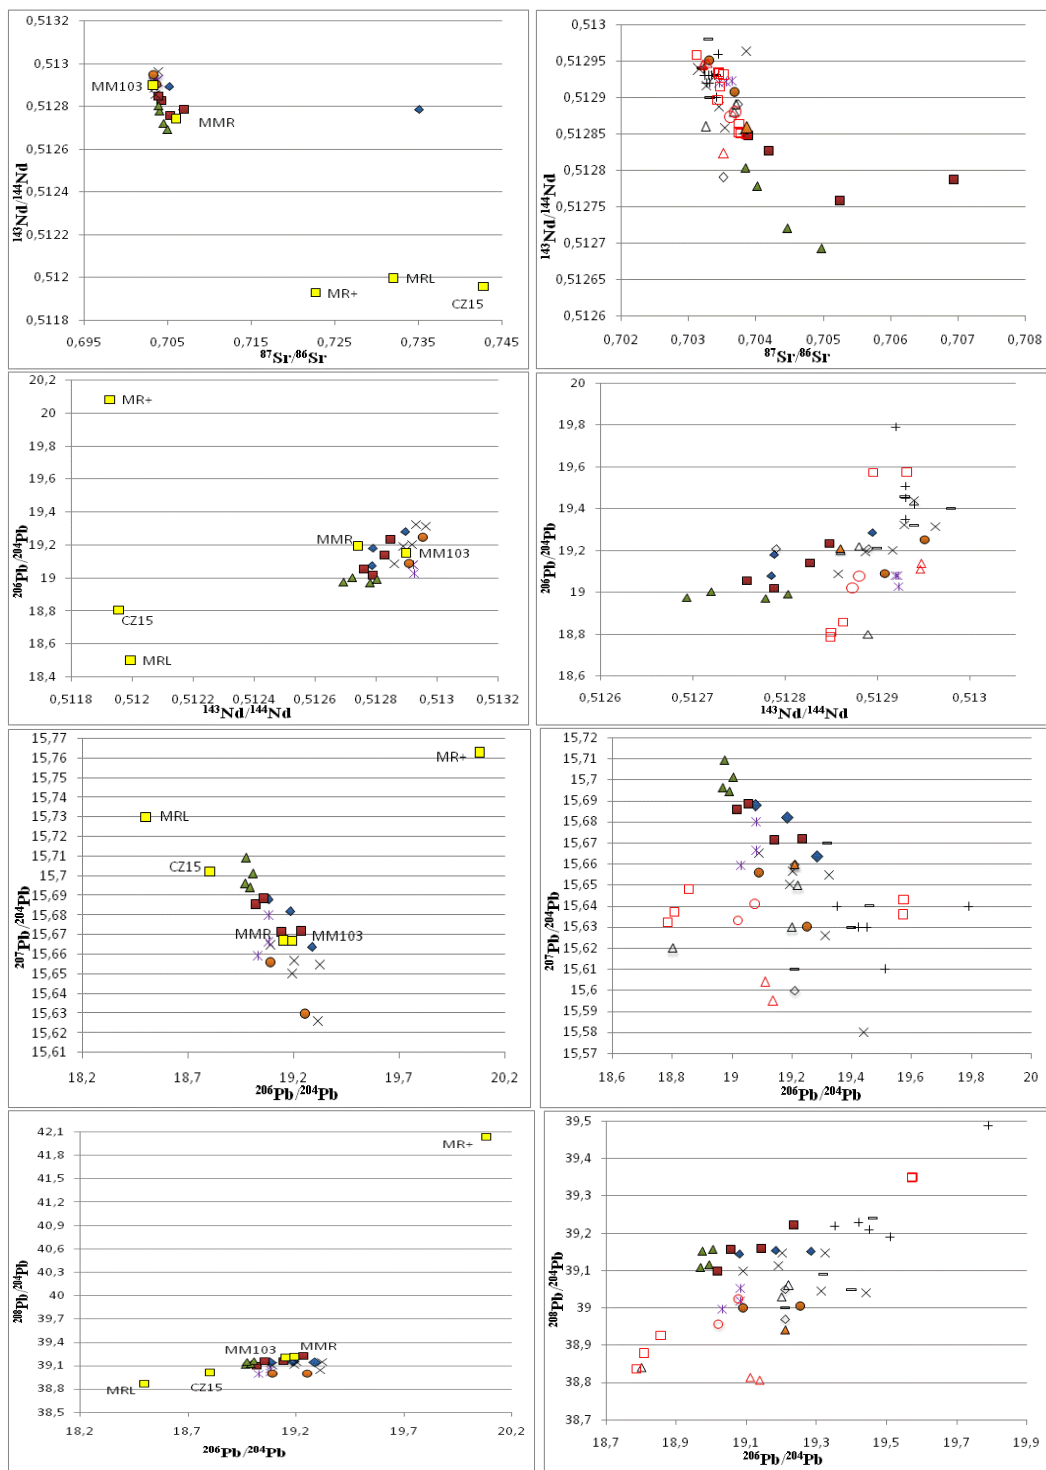 0,5132
0,513
0,5128
0,5126
0,5124
0,5122
0,512
0,5118
143Nd/144Nd
MM103
MMR
MRL
MR+
CZ15
0,695 0,705 0,715 0,725 0,735 0,745
87Sr/86Sr
0,513
0,51295
0,5129
0,51285
0,5128
0,51275
0,5127
0,51265
0,5126
143Nd/144Nd
0,702 0,703 0,704 0,705 0,706 0,707 0,708
87Sr/86Sr
20,2
20
19,8
19,6
19,4
19,2
19
18,8
18,6
18,4
206Pb/204Pb
MR+
MMR
MM103
CZ15
MRL
0,5118 0,512 0,5122 0,5124 0,5126 0,5128 0,513 0,5132
143Nd/144Nd
20
19,8
19,6
19,4
19,2
19
18,8
18,6
206Pb/204Pb
0,5126 0,5127 0,5128 0,5129 0,513
143Nd/144Nd
15,77
15,76
15,75
15,74
15,73
15,72
15,71
15,7
15,69
15,68
15,67
15,66
15,65
15,64
15,63
15,62
15,61
207Pb/204Pb
MR+
MRL
CZ15
MMR
MM103
18,2 18,7 19,2 19,7 20,2
206Pb/204Pb
15,72
15,71
15,7
15,69
15,68
15,67
15,66
15,65
15,64
15,63
15,62
15,61
15,6
15,59
15,58
15,57
207Pb/204Pb
18,6 18,8 19 19,2 19,4 19,6 19,8 20
206Pb/204Pb
42,1
41,8
41,5
41,2
40,9
40,6
40,3
40
39,7
39,4
39,1
38,8
38,5
208Pb/204Pb
MR+
MM103
MMR
MRL
CZ15
18,2 18,7 19,2 19,7 20,2
206Pb/204Pb
39,5
39,4
39,3
39,2
39,1
39
38,9
38,8
38,7
208Pb/204Pb
18,7 18,9 19,1 19,3 19,5 19,7 19,9
206Pb/204Pb